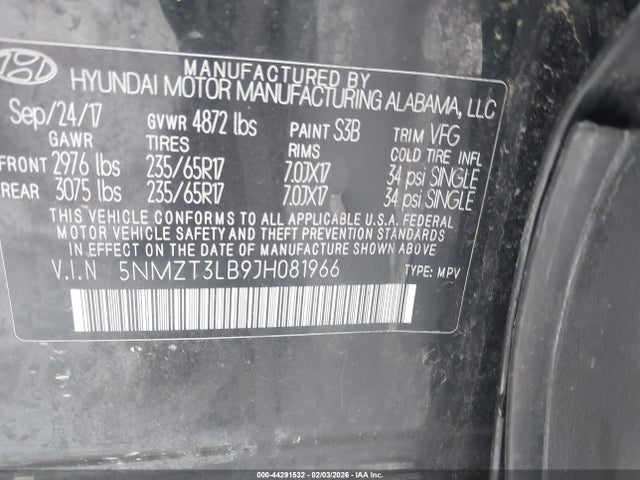 MANUFACTURED BY
HYUNDAI MOTOR MANUFACTURING ALABAMA, LLC
Sep/24/17 GVWR 4872 lbs PAINT S3B TRIM VFG
GAWR TIRES RIMS COLD TIRE INFL
FRONT 2976 lbs 235/65R17 7.0JX17 34 psi SINGLE
REAR 3075 lbs 235/65R17 7.0JX17 34 psi SINGLE
THIS VEHICLE CONFORMS TO ALL APPLICABLE U.S.A. FEDERAL
MOTOR VEHICLE SAFETY AND THEFT PREVENTION STANDARDS
IN EFFECT ON THE DATE OF MANUFACTURE SHOWN ABOVE.
V.I.N 5NMZT3LB9JH081966 TYPE: MPV
000-44291532 - 02/03/2026 - IAAI.com